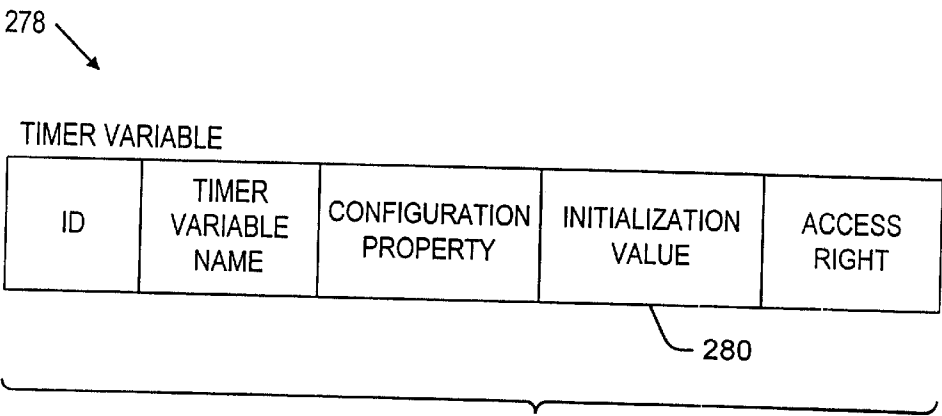 278
TIMER VARIABLE
ID
TIMER
VARIABLE
NAME
CONFIGURATION
PROPERTY
INITIALIZATION
VALUE
ACCESS
RIGHT
280